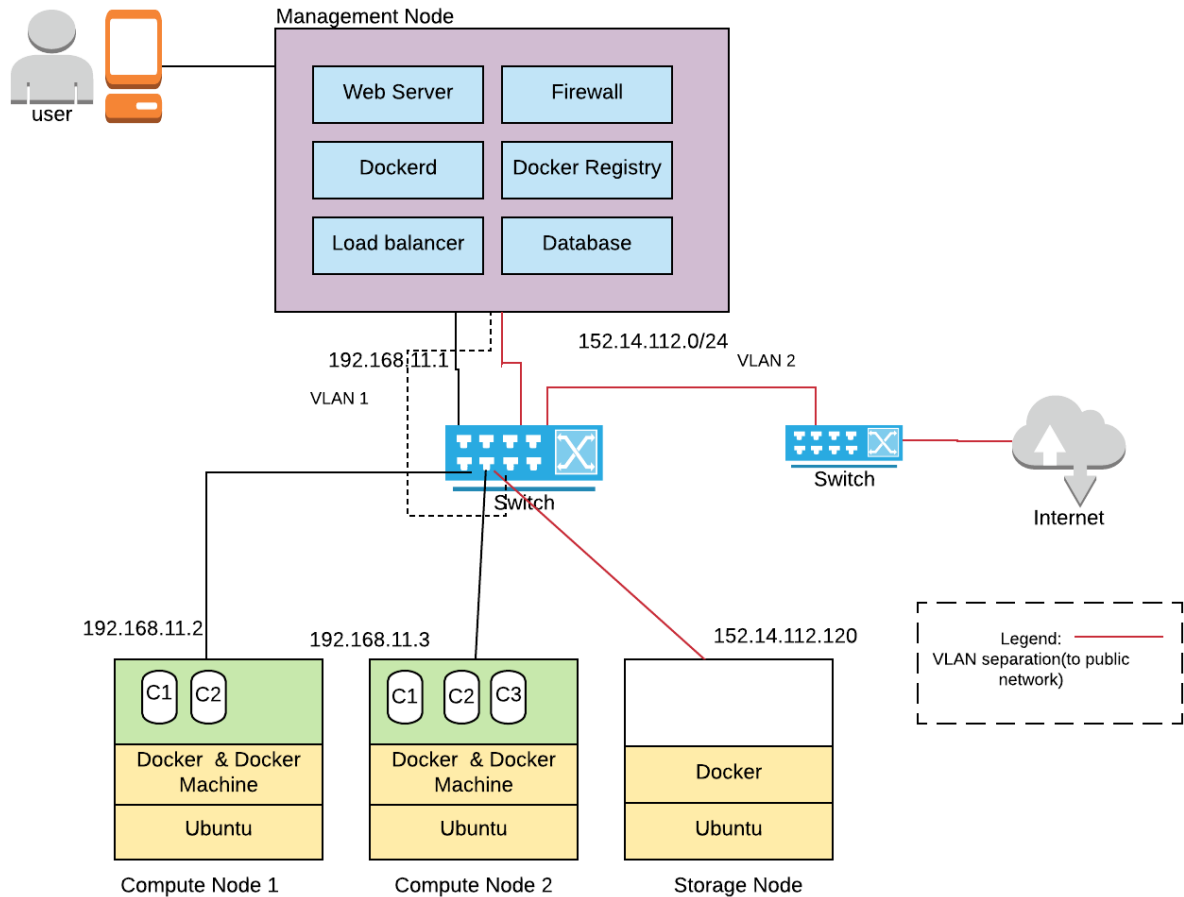 Management Node
user
Web Server
Firewall
Dockerd
Docker Registry
Load balancer
Database
192.168.11.1
152.14.112.0/24
VLAN 2
VLAN 1
Switch
Switch
Internet
192.168.11.2
192.168.11.3
152.14.112.120
Legend:
VLAN separation(to public
network)
C1
C2
C1
C2
C3
Docker & Docker
Machine
Docker & Docker
Machine
Docker
Ubuntu
Ubuntu
Ubuntu
Compute Node 1
Compute Node 2
Storage Node